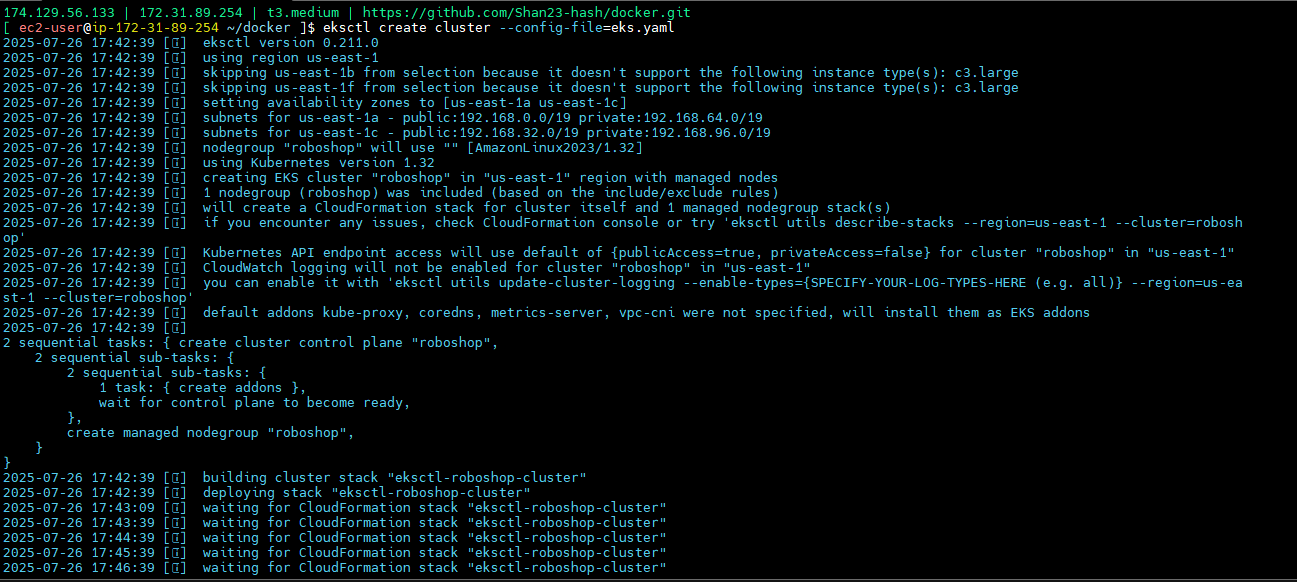 174.129.56.133 | 172.31.89.254 | t3.medium | https://github.com/Shan23-hash/docker.git
[ ec2-user@ip-172-31-89-254 ~/docker ]$ eksctl create cluster --config-file=eks.yaml
2025-07-26 17:42:39 [ℹ]  eksctl version 0.211.0
2025-07-26 17:42:39 [ℹ]  using region us-east-1
2025-07-26 17:42:39 [ℹ]  skipping us-east-1b from selection because it doesn't support the following instance type(s): c3.large
2025-07-26 17:42:39 [ℹ]  skipping us-east-1f from selection because it doesn't support the following instance type(s): c3.large
2025-07-26 17:42:39 [ℹ]  setting availability zones to [us-east-1a us-east-1c]
2025-07-26 17:42:39 [ℹ]  subnets for us-east-1a - public:192.168.0.0/19 private:192.168.64.0/19
2025-07-26 17:42:39 [ℹ]  subnets for us-east-1c - public:192.168.32.0/19 private:192.168.96.0/19
2025-07-26 17:42:39 [ℹ]  nodegroup "roboshop" will use "" [AmazonLinux2023/1.32]
2025-07-26 17:42:39 [ℹ]  using Kubernetes version 1.32
2025-07-26 17:42:39 [ℹ]  creating EKS cluster "roboshop" in "us-east-1" region with managed nodes
2025-07-26 17:42:39 [ℹ]  1 nodegroup (roboshop) was included (based on the include/exclude rules)
2025-07-26 17:42:39 [ℹ]  will create a CloudFormation stack for cluster itself and 1 managed nodegroup stack(s)
2025-07-26 17:42:39 [ℹ]  if you encounter any issues, check CloudFormation console or try 'eksctl utils describe-stacks --region=us-east-1 --cluster=robosh
op'
2025-07-26 17:42:39 [ℹ]  Kubernetes API endpoint access will use default of {publicAccess=true, privateAccess=false} for cluster "roboshop" in "us-east-1"
2025-07-26 17:42:39 [ℹ]  CloudWatch logging will not be enabled for cluster "roboshop" in "us-east-1"
2025-07-26 17:42:39 [ℹ]  you can enable it with 'eksctl utils update-cluster-logging --enable-types={SPECIFY-YOUR-LOG-TYPES-HERE (e.g. all)} --region=us-ea
st-1 --cluster=roboshop'
2025-07-26 17:42:39 [ℹ]  default addons kube-proxy, coredns, metrics-server, vpc-cni were not specified, will install them as EKS addons
2025-07-26 17:42:39 [ℹ]
2 sequential tasks: { create cluster control plane "roboshop",
    2 sequential sub-tasks: {
        2 sequential sub-tasks: {
            1 task: { create addons },
            wait for control plane to become ready,
        },
        create managed nodegroup "roboshop",
    }
}
2025-07-26 17:42:39 [ℹ]  building cluster stack "eksctl-roboshop-cluster"
2025-07-26 17:42:39 [ℹ]  deploying stack "eksctl-roboshop-cluster"
2025-07-26 17:43:09 [ℹ]  waiting for CloudFormation stack "eksctl-roboshop-cluster"
2025-07-26 17:43:39 [ℹ]  waiting for CloudFormation stack "eksctl-roboshop-cluster"
2025-07-26 17:44:39 [ℹ]  waiting for CloudFormation stack "eksctl-roboshop-cluster"
2025-07-26 17:45:39 [ℹ]  waiting for CloudFormation stack "eksctl-roboshop-cluster"
2025-07-26 17:46:39 [ℹ]  waiting for CloudFormation stack "eksctl-roboshop-cluster"